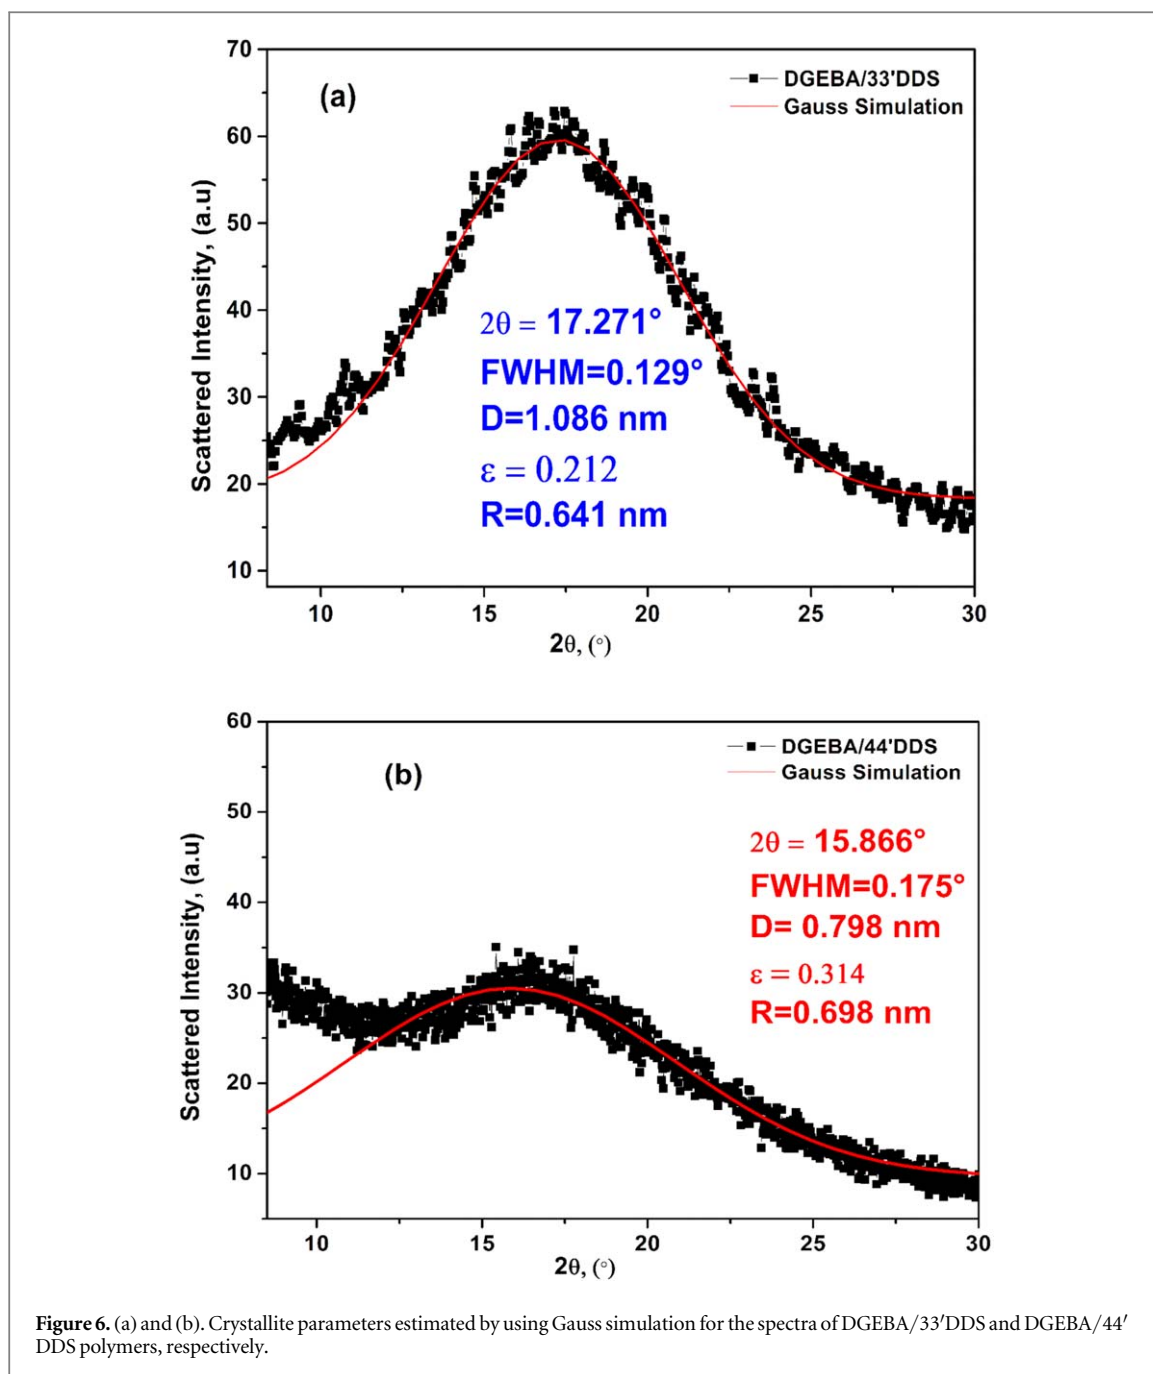 70
60
50
40
30
20
10
Scattered Intensity, (a.u)
(a)
DGEBA/33'DDS
Gauss Simulation
2θ = 17.271°
FWHM=0.129°
D=1.086 nm
ε = 0.212
R=0.641 nm
10 15 20 25 30
2θ, (°)
60
50
40
30
20
10
Scattered Intensity, (a.u)
(b)
DGEBA/44'DDS
Gauss Simulation
2θ = 15.866°
FWHM=0.175°
D= 0.798 nm
ε = 0.314
R=0.698 nm
10 15 20 25 30
2θ, (°)
Figure 6. (a) and (b). Crystallite parameters estimated by using Gauss simulation for the spectra of DGEBA/33′DDS and DGEBA/44′
DDS polymers, respectively.